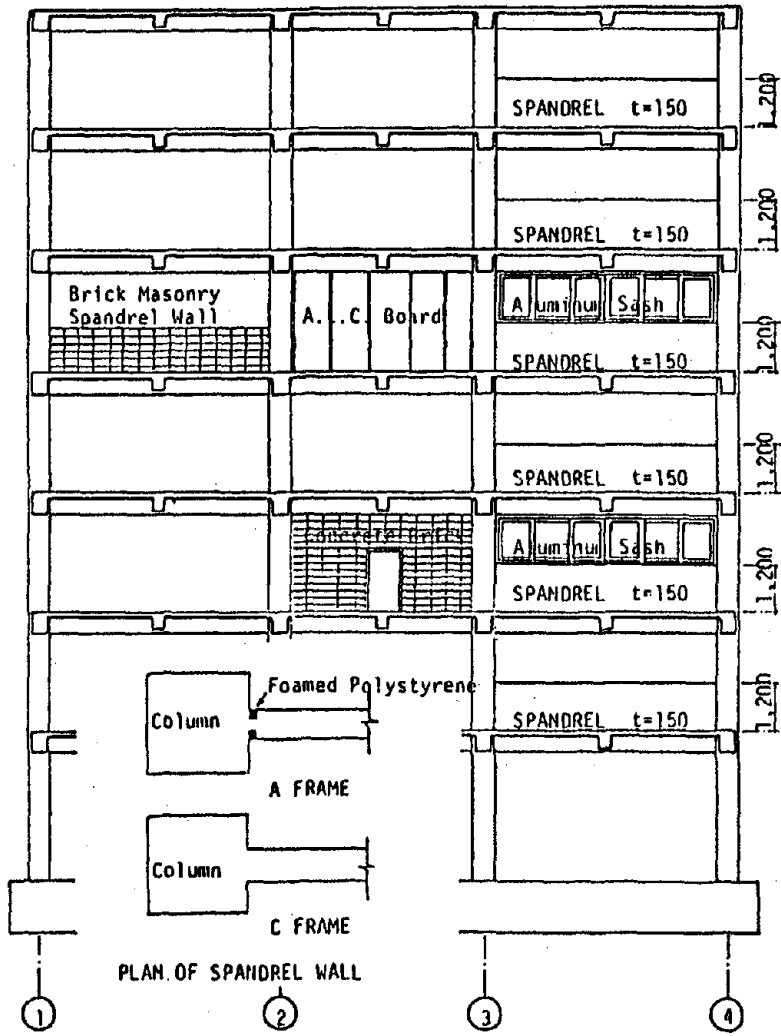 SPANDREL t=150
1,200
SPANDREL t=150
1,200
Brick Masonry
Spandrel Wall
A.L.C. Board
Aluminum Sash
SPANDREL t=150
1,200
SPANDREL t=150
1,200
Concrete Brick
Aluminum Sash
SPANDREL t=150
1,200
Foamed Polystyrene
Column
SPANDREL t=150
1,200
A FRAME
Column
C FRAME
PLAN OF SPANDREL WALL
1 2 3 4